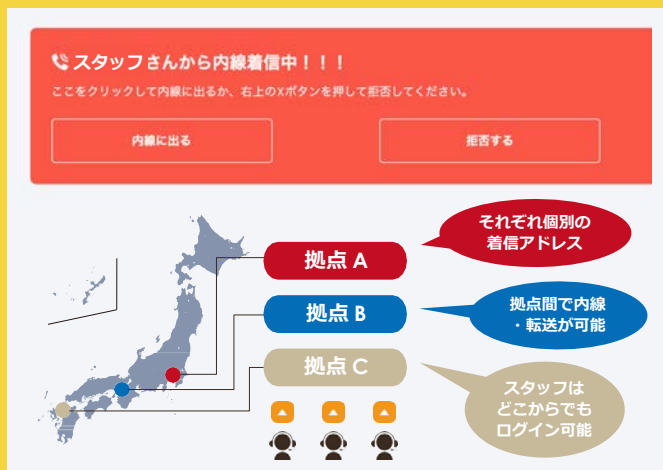 スタッフさんから内線着信中！！！
ここをクリックして内線に出るか、右上のXボタンを押して拒否してください。
内線に出る
拒否する
それぞれ個別の
着信アドレス
拠点 A
拠点 B
拠点間で内線
・転送が可能
拠点 C
スタッフは
どこからでも
ログイン可能